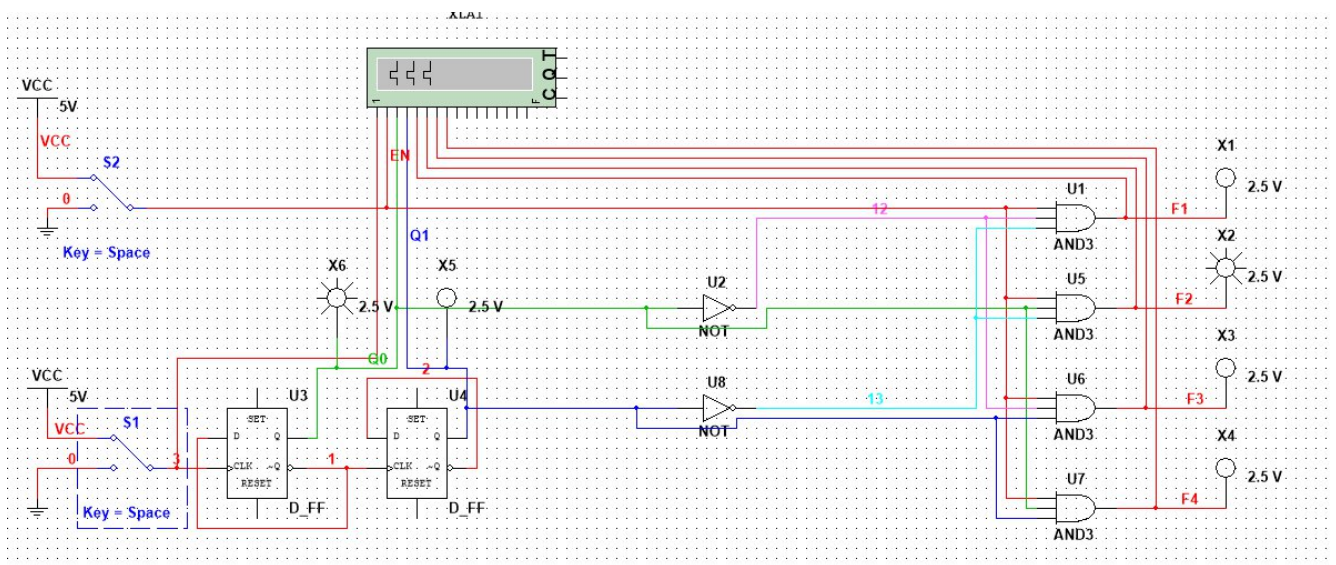 XLA1
C Q T
1 F
VCC
5V
VCC
S2
0
Key = Space
EN
Q1
12
U1
AND3
F1
X1
2.5 V
X2
2.5 V
X6
2.5 V
X5
2.5 V
U2
NOT
U5
AND3
F2
Q0
2
X3
2.5 V
VCC
5V
VCC
S1
0
3
Key = Space
U3
SET
D Q
CLK ~Q
RESET
D_FF
1
U4
SET
D Q
CLK ~Q
RESET
D_FF
U8
NOT
13
U6
AND3
F3
X4
2.5 V
U7
AND3
F4